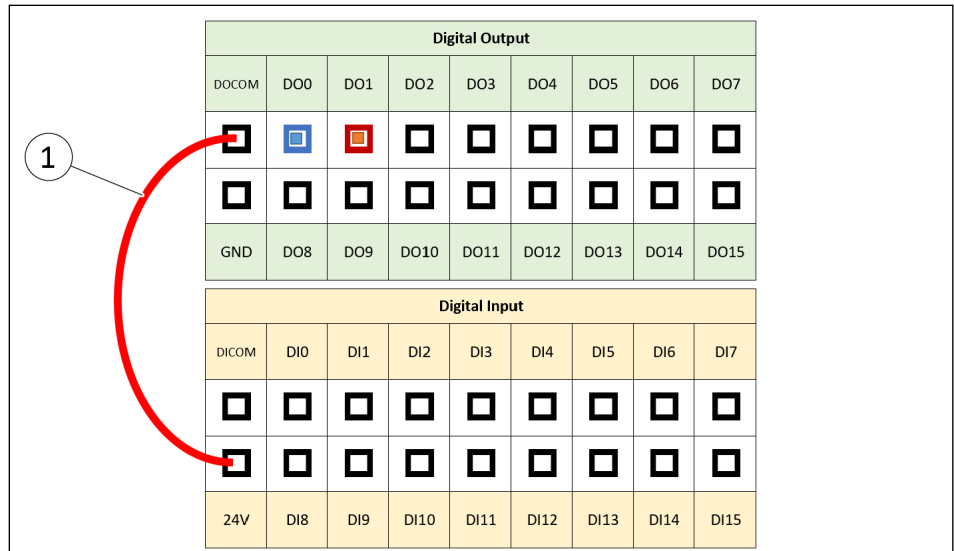 Digital Output
DOCOM DO0 DO1 DO2 DO3 DO4 DO5 DO6 DO7
1
GND DO8 DO9 DO10 DO11 DO12 DO13 DO14 DO15
Digital Input
DICOM DI0 DI1 DI2 DI3 DI4 DI5 DI6 DI7
24V DI8 DI9 DI10 DI11 DI12 DI13 DI14 DI15